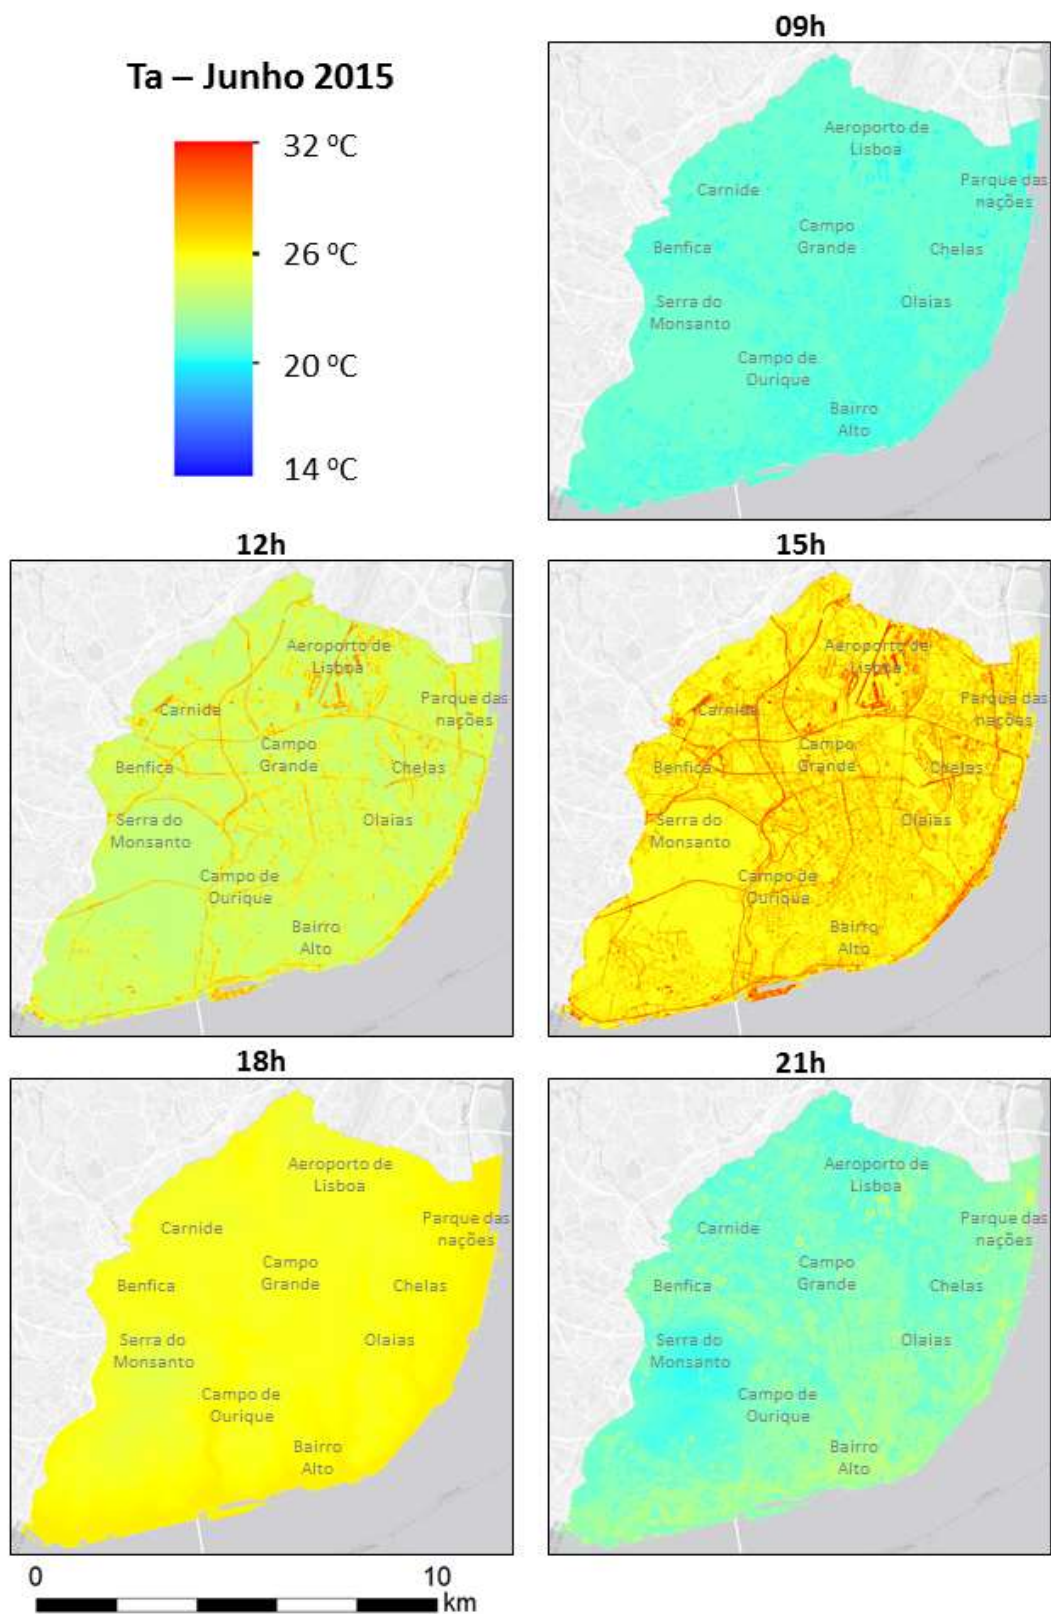 09h
Ta – Junho 2015
32 ºC
26 ºC
20 ºC
14 ºC
Aeroporto de
Lisboa
Carnide
Parque das
nações
Campo
Grande
Benfica
Chelas
Serra do
Monsanto
Olaias
Campo de
Ourique
Bairro
Alto
12h
Aeroporto de
Lisboa
Parque das
nações
Carnide
Campo
Grande
Benfica
Chelas
Serra do
Monsanto
Olaias
Campo de
Ourique
Bairro
Alto
15h
Aeroporto de
Lisboa
Parque das
nações
Carnide
Campo
Grande
Benfica
Chelas
Serra do
Monsanto
Olaias
Campo de
Ourique
Bairro
Alto
18h
Aeroporto de
Lisboa
Parque das
nações
Carnide
Campo
Grande
Benfica
Chelas
Serra do
Monsanto
Olaias
Campo de
Ourique
Bairro
Alto
21h
Aeroporto de
Lisboa
Parque das
nações
Carnide
Campo
Grande
Benfica
Chelas
Serra do
Monsanto
Olaias
Campo de
Ourique
Bairro
Alto
0 10
km